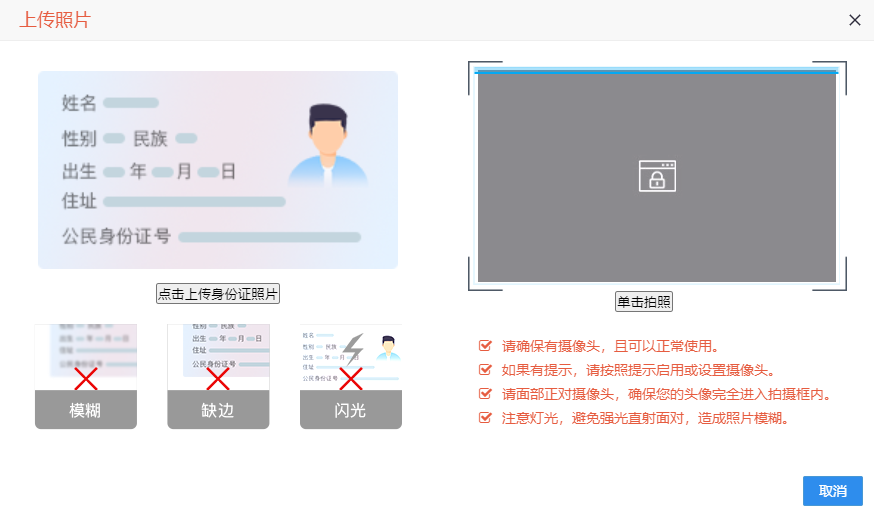 上传照片
姓名
性别 民族
出生 年 月 日
住址
公民身份证号
点击上传身份证照片
单击拍照
姓名
性别 民族
出生 年 月 日
住址
公民身份证号
性别 民族
出生 年 月 日
住址
公民身份证号
模糊
缺边
闪光
请确保有摄像头，且可以正常使用。
如果有提示，请按照提示启用或设置摄像头。
请面部正对摄像头，确保您的头像完全进入拍摄框内。
注意灯光，避免强光直射面对，造成照片模糊。
取消